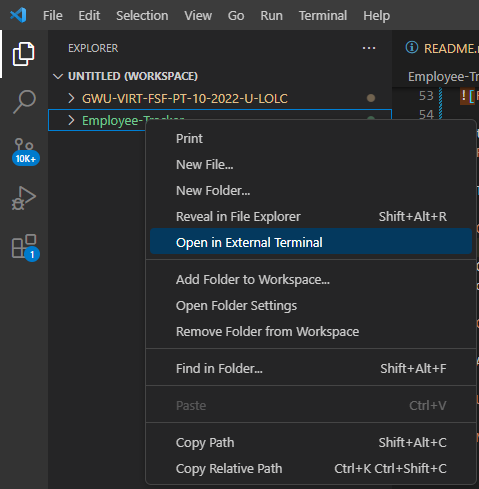 File Edit Selection View Go Run Terminal Help
EXPLORER
README.
UNTITLED (WORKSPACE)
Employee-T
GWU-VIRT-FSF-PT-10-2022-U-LOLC
53
Employee-Tracker
54
Print
New File...
New Folder...
Reveal in File Explorer Shift+Alt+R
Open in External Terminal
Add Folder to Workspace...
Open Folder Settings
Remove Folder from Workspace
Find in Folder... Shift+Alt+F
Paste Ctrl+V
Copy Path Shift+Alt+C
Copy Relative Path Ctrl+K Ctrl+Shift+C
10K+
1